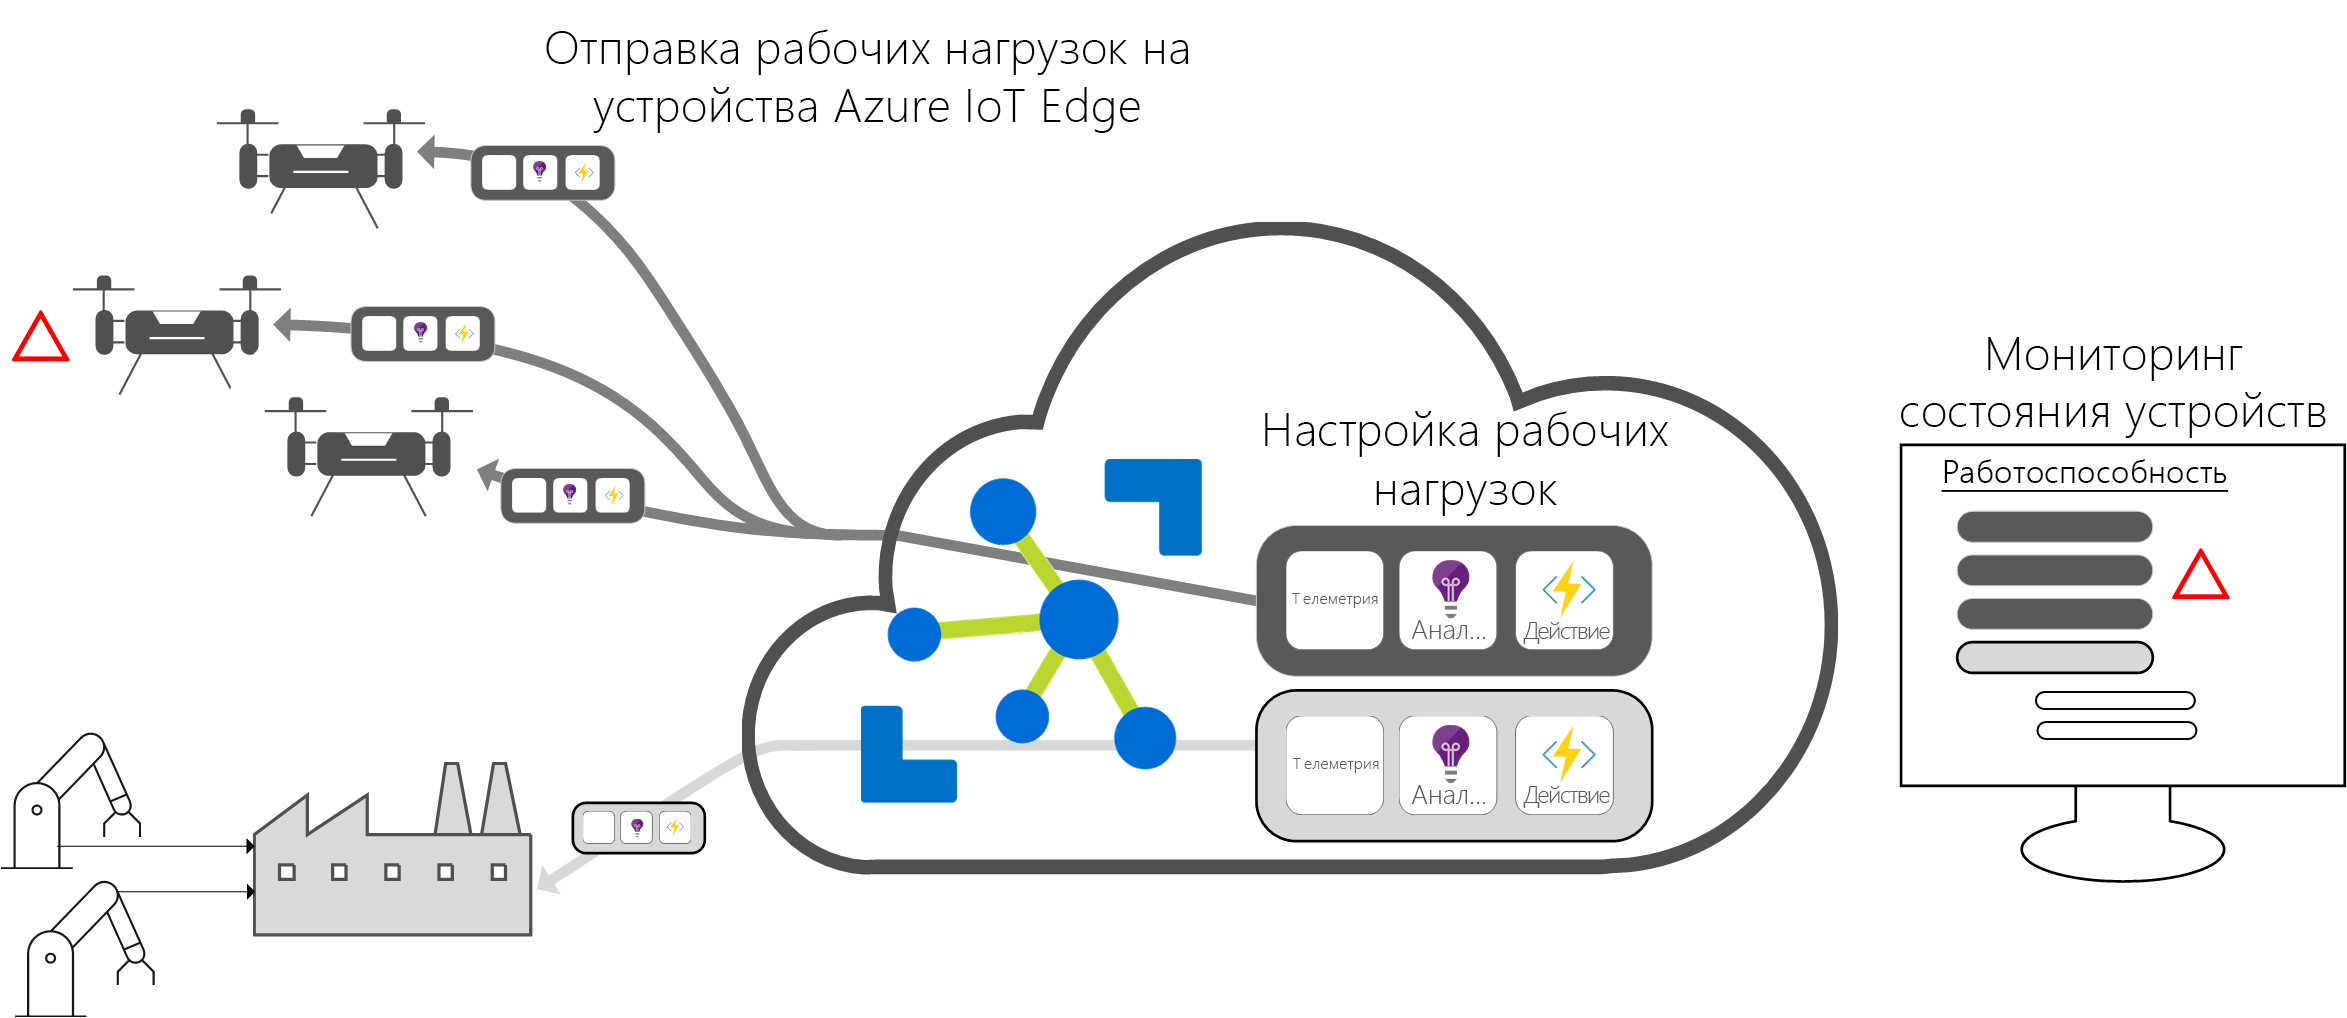 Отправка рабочих нагрузок на
устройства Azure IoT Edge
Мониторинг
состояния устройств
Работоспособность
Настройка рабочих
нагрузок
Т елеметрия
Анал...
Действие
Т елеметрия
Анал...
Действие